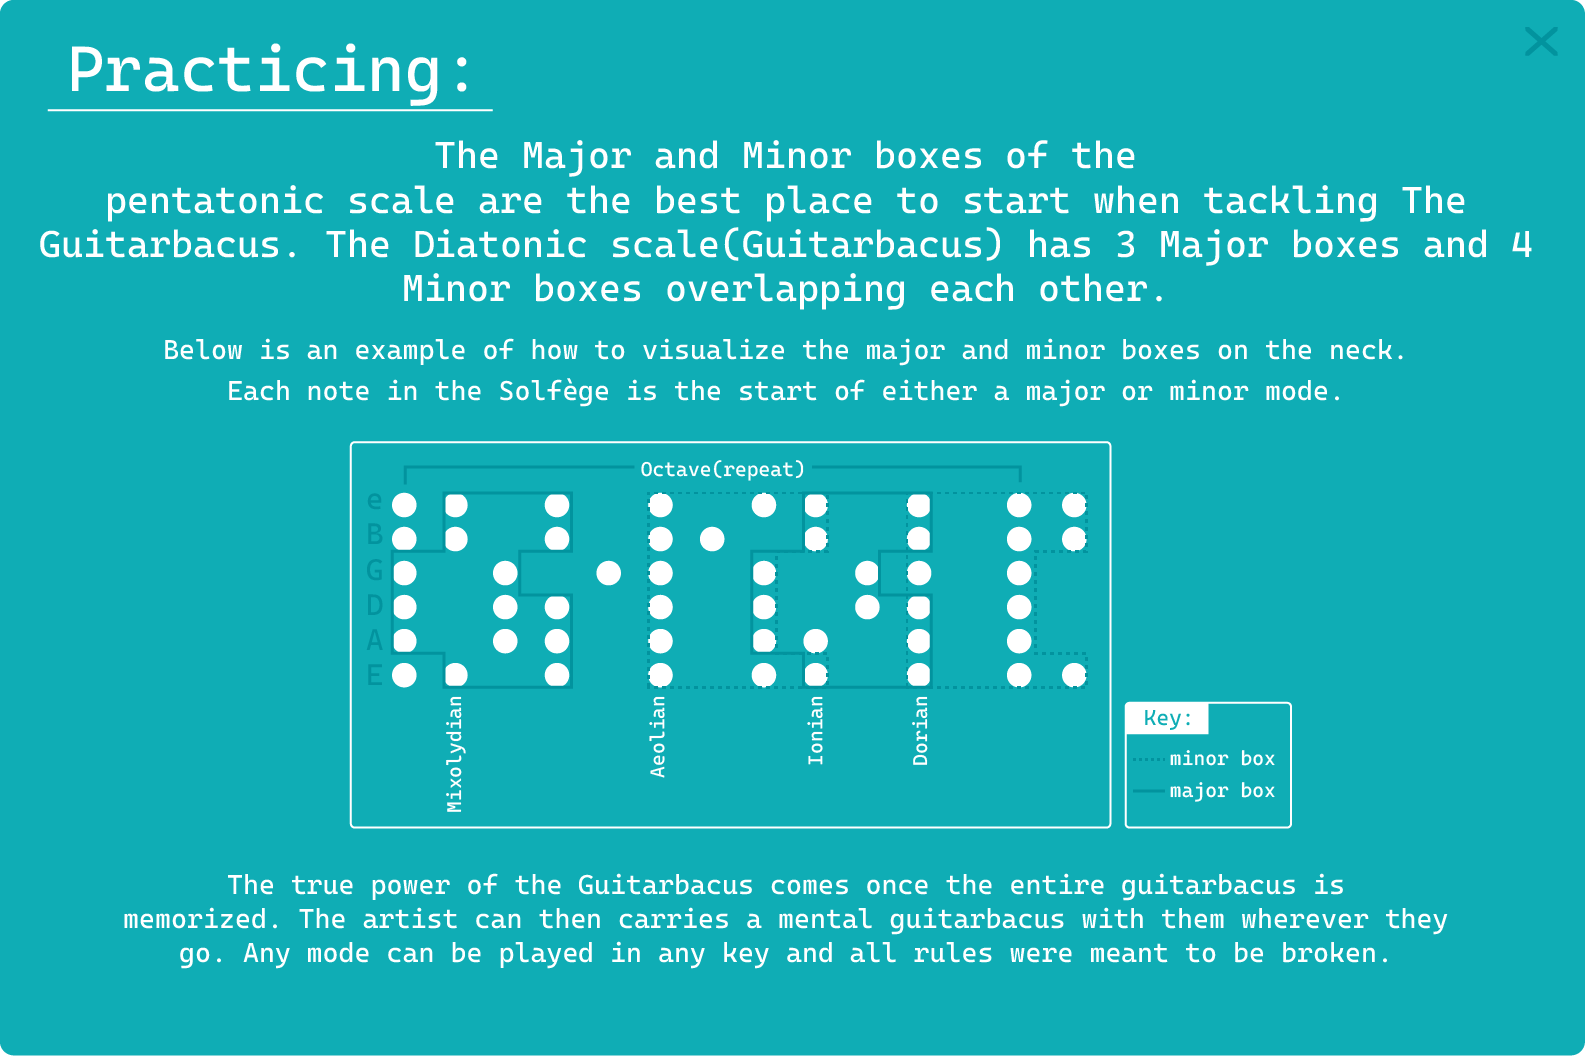 Practicing:
The Major and Minor boxes of the
pentatonic scale are the best place to start when tackling The
Guitarbacus. The Diatonic scale(Guitarbacus) has 3 Major boxes and 4
Minor boxes overlapping each other.
Below is an example of how to visualize the major and minor boxes on the neck.
Each note in the Solfège is the start of either a major or minor mode.
Octave(repeat)
e
B
G
D
A
E
Mixolydian
Aeolian
Ionian
Dorian
Key:
minor box
major box
The true power of the Guitarbacus comes once the entire guitarbacus is
memorized. The artist can then carries a mental guitarbacus with them wherever they
go. Any mode can be played in any key and all rules were meant to be broken.